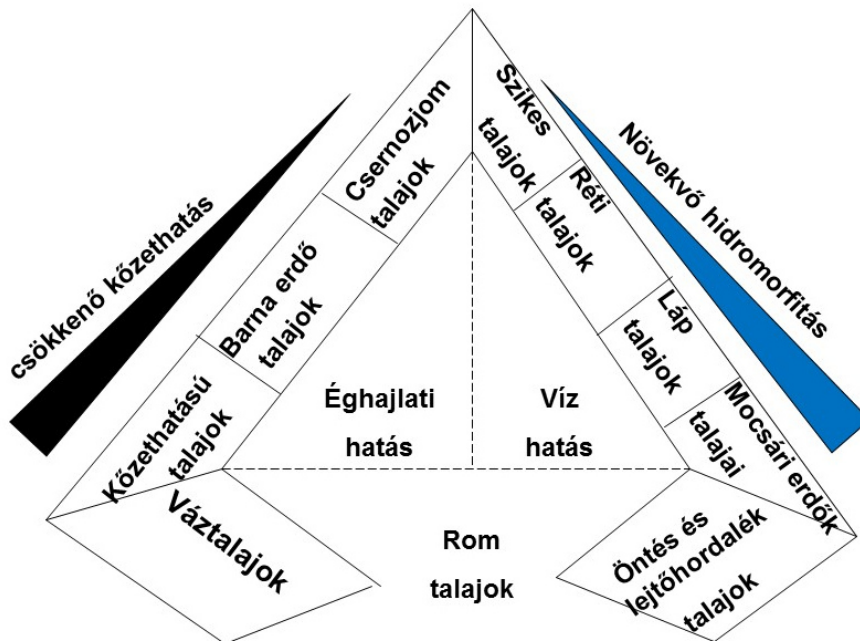 csökkenő kőzethatás
Csernozjom
talajok
Barna erdő
talajok
Kőzethatású
talajok
Váztalajok
Szikes
talajok
Réti
talajok
Láp
talajok
Mocsári erdők
talajai
Növekvő hidromorfitás
Éghajlati
hatás
Víz
hatás
Rom
talajok
Öntés és
lejtőhordalék
talajok